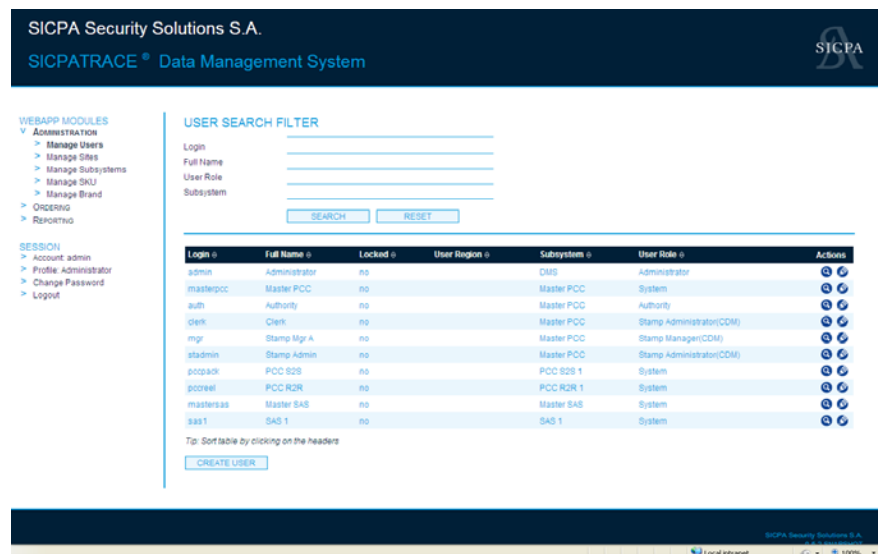 SICPA Security Solutions S.A.
SICPATRACE ® Data Management System
SICPA
WEBAPP MODULES
v ADMINISTRATION
> Manage Users
> Manage Sites
> Manage Subsystems
> Manage SKU
> Manage Brand
> ORDERING
> REPORTING
SESSION
> Account: admin
> Profile: Administrator
> Change Password
> Logout
USER SEARCH FILTER
Login
Full Name
User Role
Subsystem
SEARCH RESET
Login Full Name Locked User Region Subsystem User Role Actions
admin Administrator no DMS Administrator
masterpcc Master PCC no Master PCC System
auth Authority no Master PCC Authority
clerk Clerk no Master PCC Stamp Administrator(CDM)
mgr Stamp Mgr A no Master PCC Stamp Manager(CDM)
stadmin Stamp Admin no Master PCC Stamp Administrator(CDM)
pccpack PCC S2S no PCC S2S 1 System
pccreel PCC R2R no PCC R2R 1 System
mastersas Master SAS no Master SAS System
sas1 SAS 1 no SAS 1 System
Tip: Sort table by clicking on the headers
CREATE USER
SICPA Security Solutions S.A.
Local intranet 100%